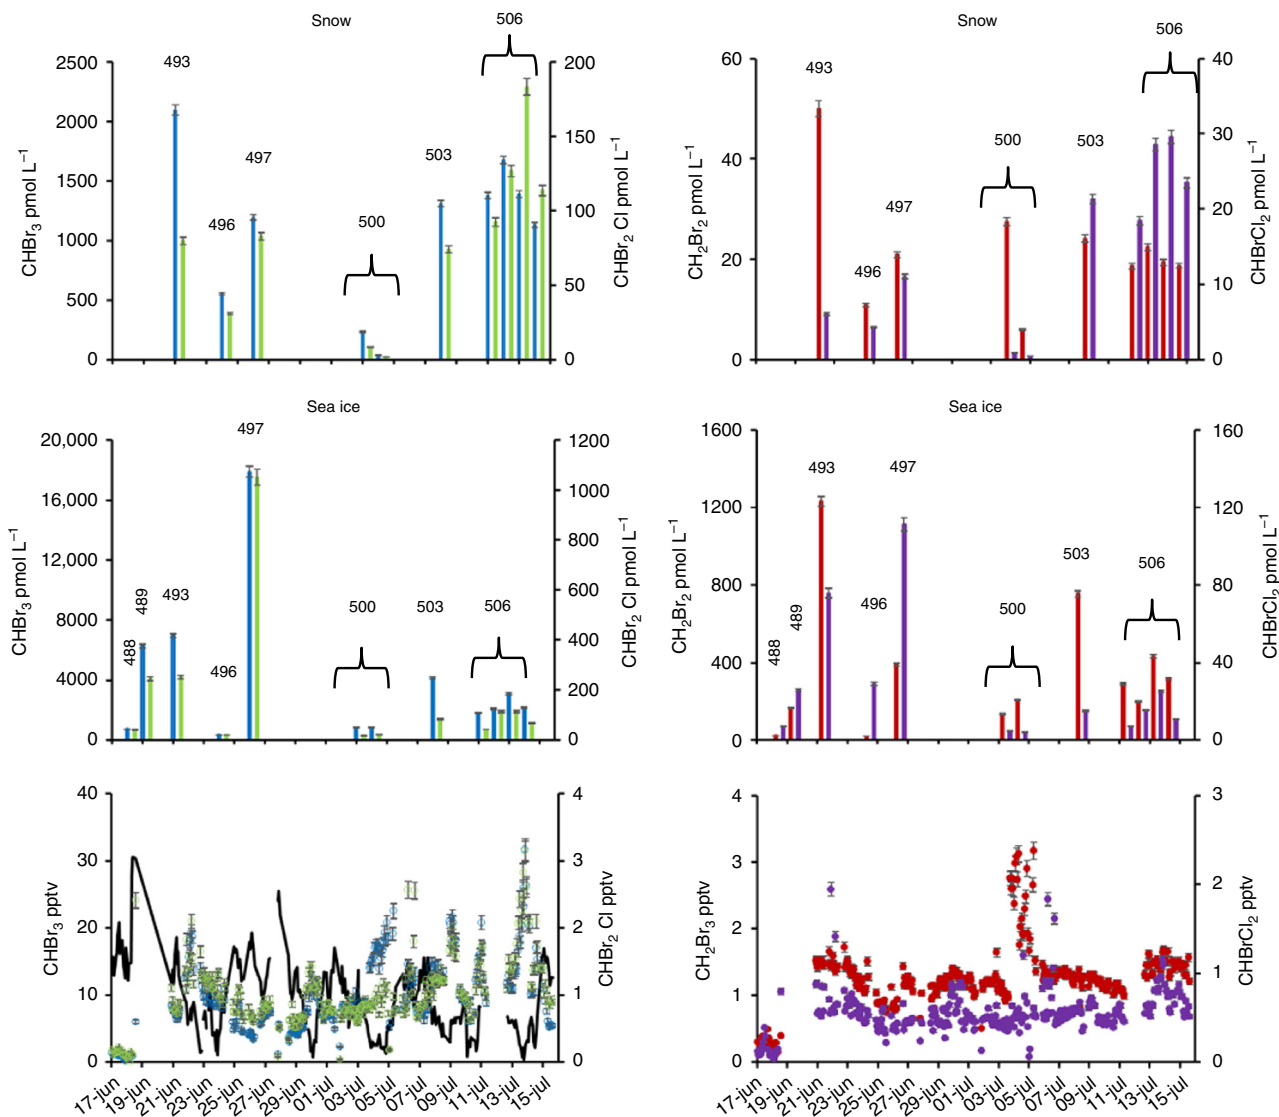 Snow
506
493
497
496
503
500
2500
2000
1500
1000
500
0
200
150
100
50
0
CHBr₃ pmol L⁻¹
CHBr₂ Cl pmol L⁻¹
Snow
506
493
500
503
497
496
60
40
20
0
40
30
20
10
0
CH₂Br₂ pmol L⁻¹
CHBrCl₂ pmol L⁻¹
Sea ice
497
489
493
488
496
500
503
506
20,000
16,000
12,000
8000
4000
0
1200
1000
800
600
400
200
0
CHBr₃ pmol L⁻¹
CHBr₂ Cl pmol L⁻¹
Sea ice
493
497
503
506
489
496
500
488
1600
1200
800
400
0
160
120
80
40
0
CH₂Br₂ pmol L⁻¹
CHBrCl₂ pmol L⁻¹
40
30
20
10
0
4
3
2
1
0
CHBr₃ pptv
CHBr₂ Cl pptv
17-jun
19-jun
21-jun
23-jun
25-jun
27-jun
29-jun
01-jul
03-jul
05-jul
07-jul
09-jul
11-jul
13-jul
15-jul
4
3
2
1
0
3
2
1
0
CH₂Br₃ pptv
CHBrCl₂ pptv
17-jun
19-jun
21-jun
23-jun
25-jun
27-jun
29-jun
01-jul
03-jul
05-jul
07-jul
09-jul
11-jul
13-jul
15-jul